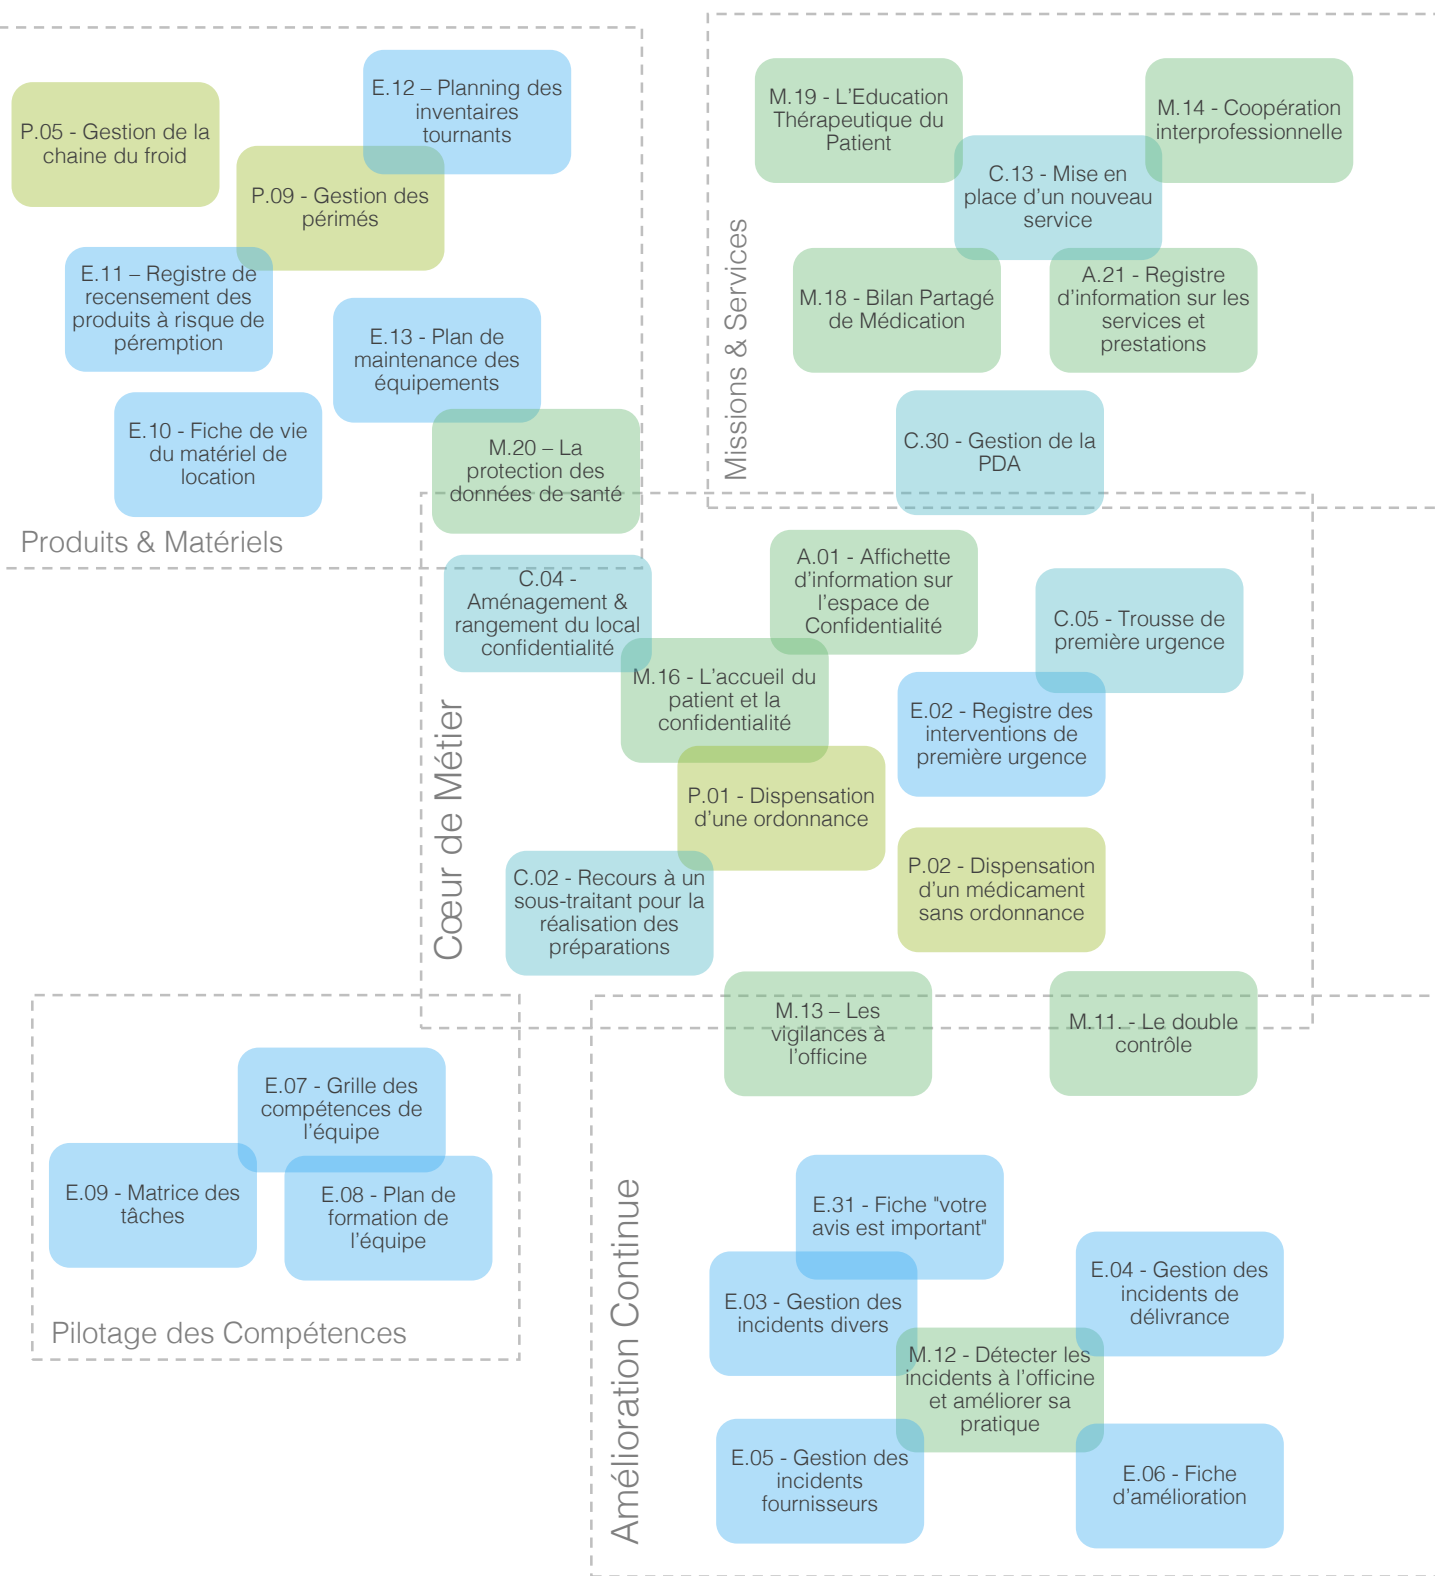 E.12 – Planning des
inventaires
tournants
P.05 - Gestion de la
chaine du froid
P.09 - Gestion des
périmés
E.11 – Registre de
recensement des
produits à risque de
péremption
E.13 - Plan de
maintenance des
équipements
E.10 - Fiche de vie
du matériel de
location
M.20 – La
protection des
données de santé
Produits & Matériels
M.19 - L'Education
Thérapeutique du
Patient
M.14 - Coopération
interprofessionnelle
C.13 - Mise en
place d'un nouveau
service
M.18 - Bilan Partagé
de Médication
A.21 - Registre
d'information sur les
services et
prestations
C.30 - Gestion de la
PDA
Missions & Services
C.04 -
Aménagement &
rangement du local
confidentialité
A.01 - Affichette
d'information sur
l'espace de
Confidentialité
C.05 - Trousse de
première urgence
M.16 - L'accueil du
patient et la
confidentialité
E.02 - Registre des
interventions de
première urgence
P.01 - Dispensation
d'une ordonnance
P.02 - Dispensation
d'un médicament
sans ordonnance
C.02 - Recours à un
sous-traitant pour la
réalisation des
préparations
Cœur de Métier
M.13 – Les
vigilances à
l'officine
M.11. - Le double
contrôle
E.07 - Grille des
compétences de
l'équipe
E.09 - Matrice des
tâches
E.08 - Plan de
formation de
l'équipe
Pilotage des Compétences
E.31 - Fiche "votre
avis est important"
E.03 - Gestion des
incidents divers
E.04 - Gestion des
incidents de
délivrance
M.12 - Détecter les
incidents à l'officine
et améliorer sa
pratique
E.05 - Gestion des
incidents
fournisseurs
E.06 - Fiche
d'amélioration
Amélioration Continue